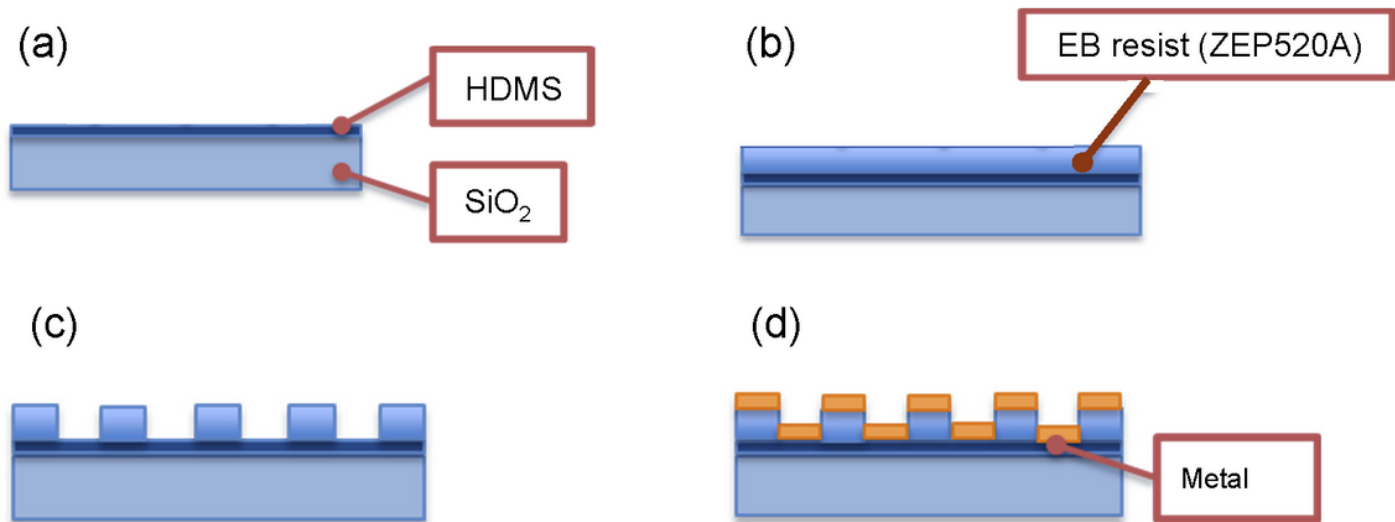 (a)
HDMS
SiO₂
(b)
EB resist (ZEP520A)
(c)
(d)
Metal